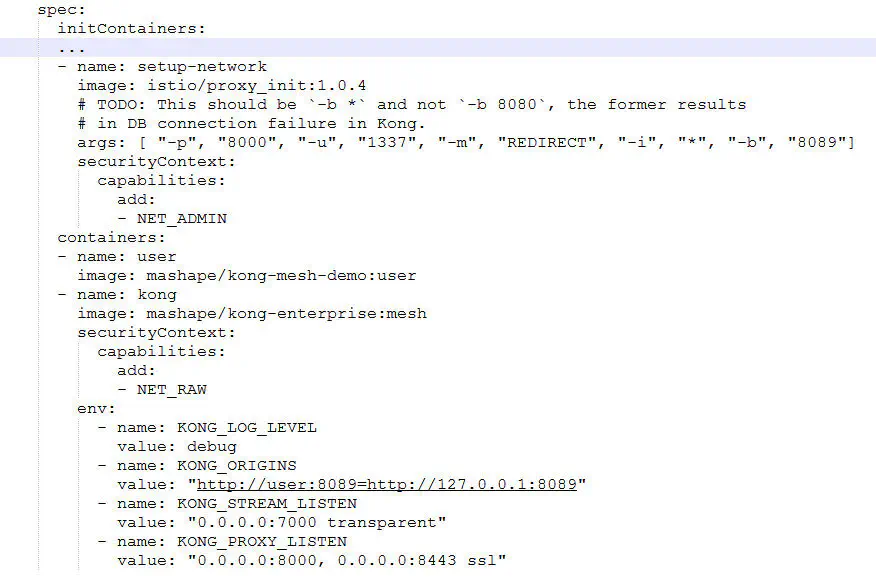 spec:
  initContainers:
  ...
  - name: setup-network
    image: istio/proxy_init:1.0.4
    # TODO: This should be `-b *` and not `-b 8080`, the former results
    # in DB connection failure in Kong.
    args: [ "-p", "8000", "-u", "1337", "-m", "REDIRECT", "-i", "*", "-b", "8089"]
    securityContext:
      capabilities:
        add:
        - NET_ADMIN
  containers:
  - name: user
    image: mashape/kong-mesh-demo:user
  - name: kong
    image: mashape/kong-enterprise:mesh
    securityContext:
      capabilities:
        add:
        - NET_RAW
    env:
      - name: KONG_LOG_LEVEL
        value: debug
      - name: KONG_ORIGINS
        value: "http://user:8089=http://127.0.0.1:8089"
      - name: KONG_STREAM_LISTEN
        value: "0.0.0.0:7000 transparent"
      - name: KONG_PROXY_LISTEN
        value: "0.0.0.0:8000, 0.0.0.0:8443 ssl"